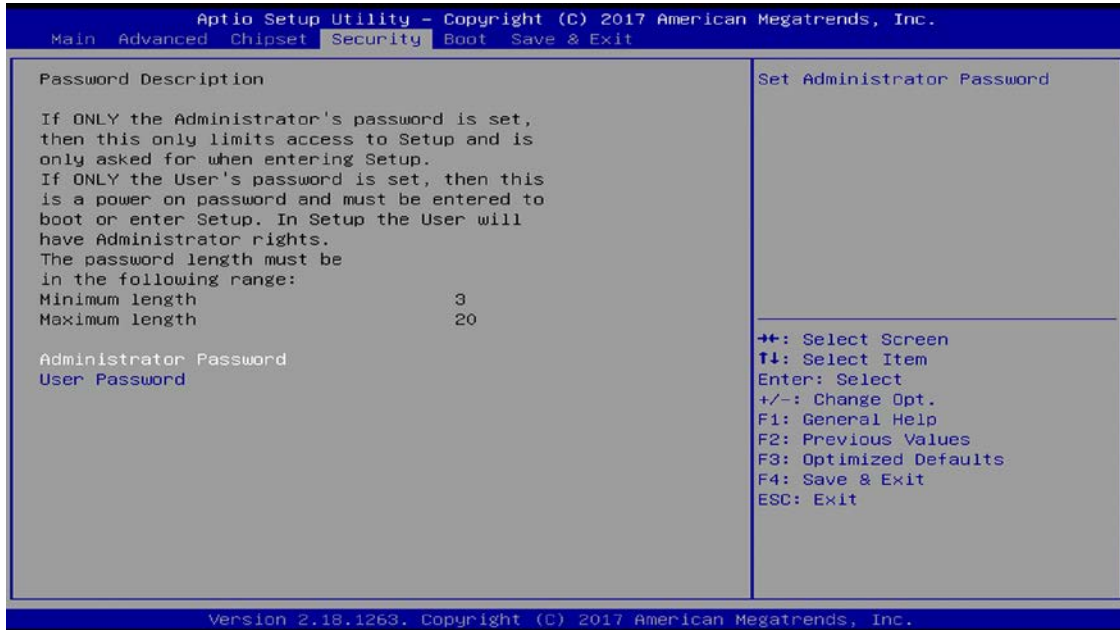 Aptio Setup Utility – Copyright (C) 2017 American Megatrends, Inc.
Main Advanced Chipset Security Boot Save & Exit
Password Description
If ONLY the Administrator's password is set,
then this only limits access to Setup and is
only asked for when entering Setup.
If ONLY the User's password is set, then this
is a power on password and must be entered to
boot or enter Setup. In Setup the User will
have Administrator rights.
The password length must be
in the following range:
Minimum length 3
Maximum length 20
Administrator Password
User Password
Set Administrator Password
→←: Select Screen
↑↓: Select Item
Enter: Select
+/-: Change Opt.
F1: General Help
F2: Previous Values
F3: Optimized Defaults
F4: Save & Exit
ESC: Exit
Version 2.18.1263. Copyright (C) 2017 American Megatrends, Inc.